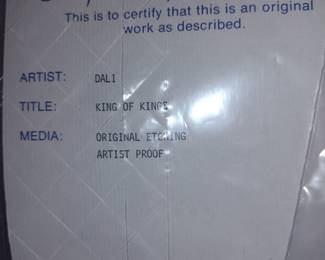 This is to certify that this is an original
work as described.
ARTIST: DALI
TITLE: KING OF KINGS
MEDIA: ORIGINAL ETCHING
ARTIST PROOF